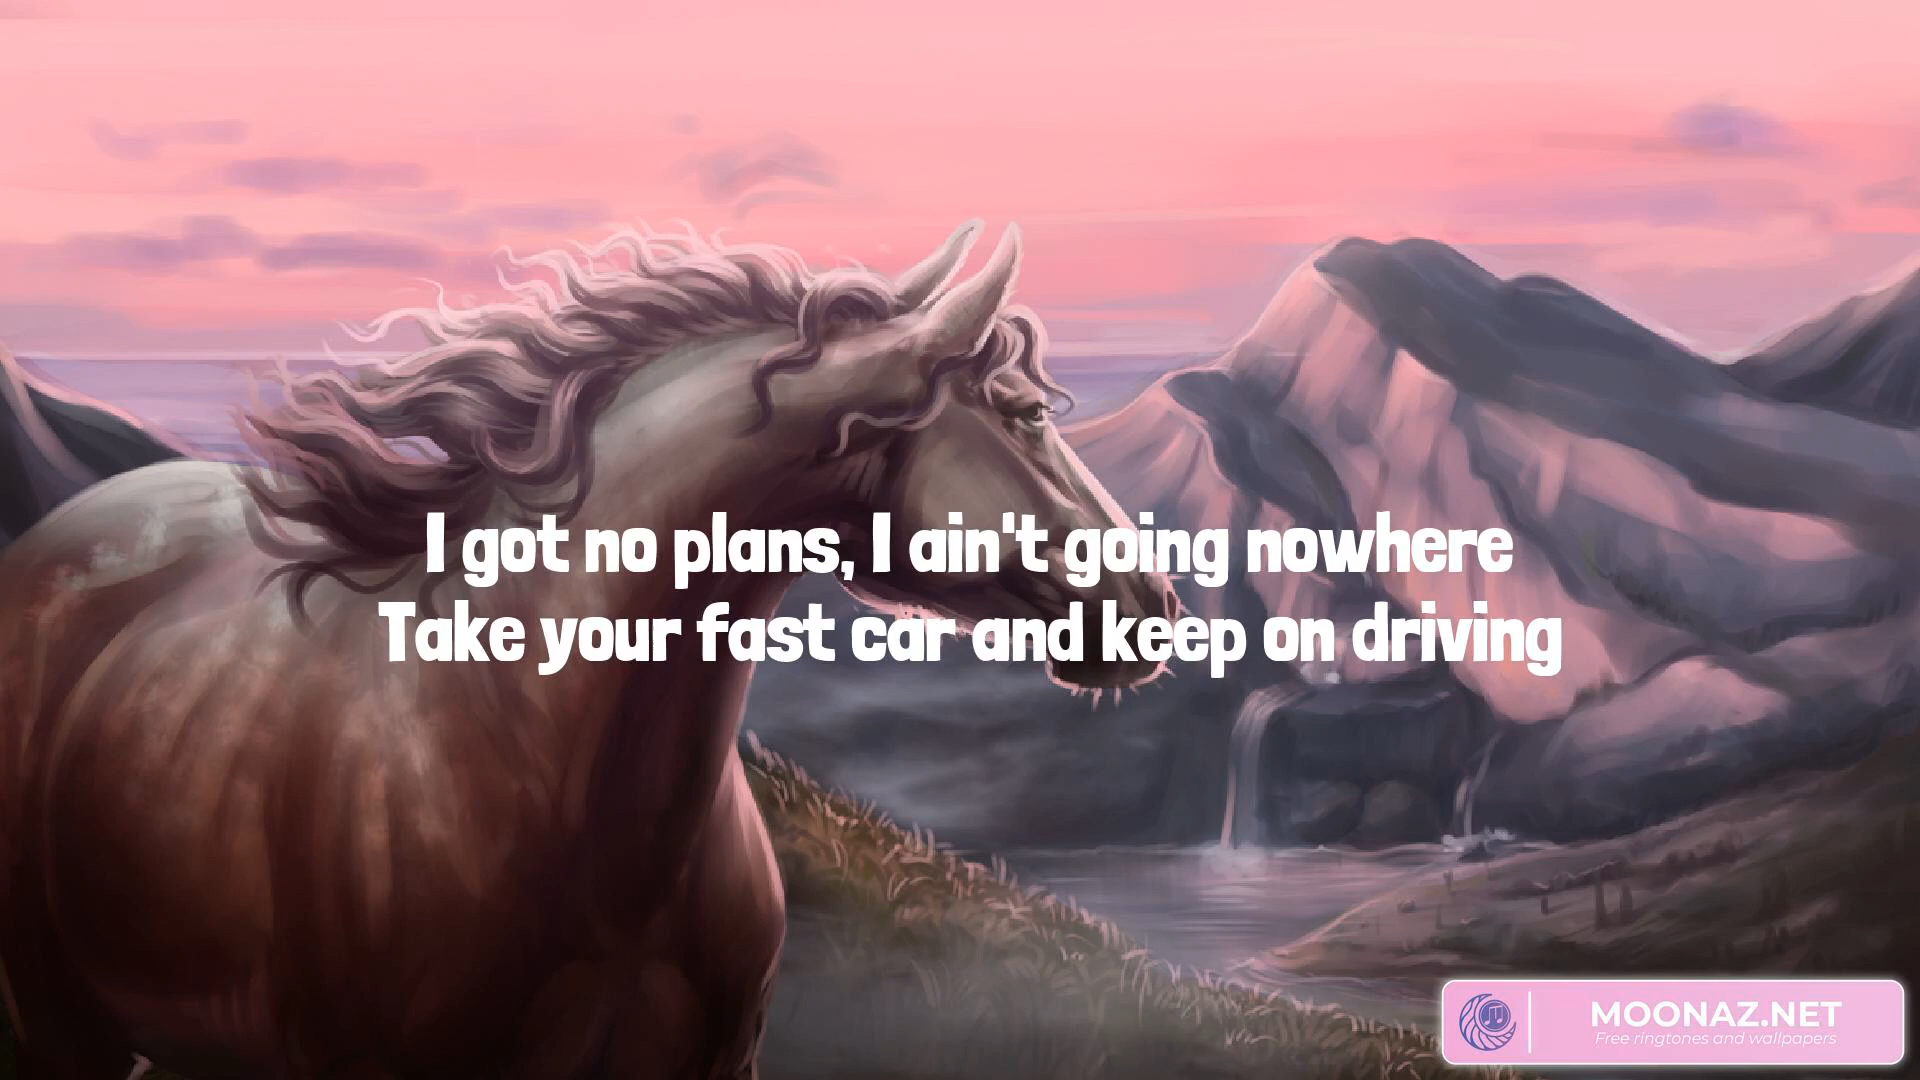 I got no plans, I ain't going nowhere
Take your fast car and keep on driving
MOONAZ.NET
Free ringtones and wallpapers